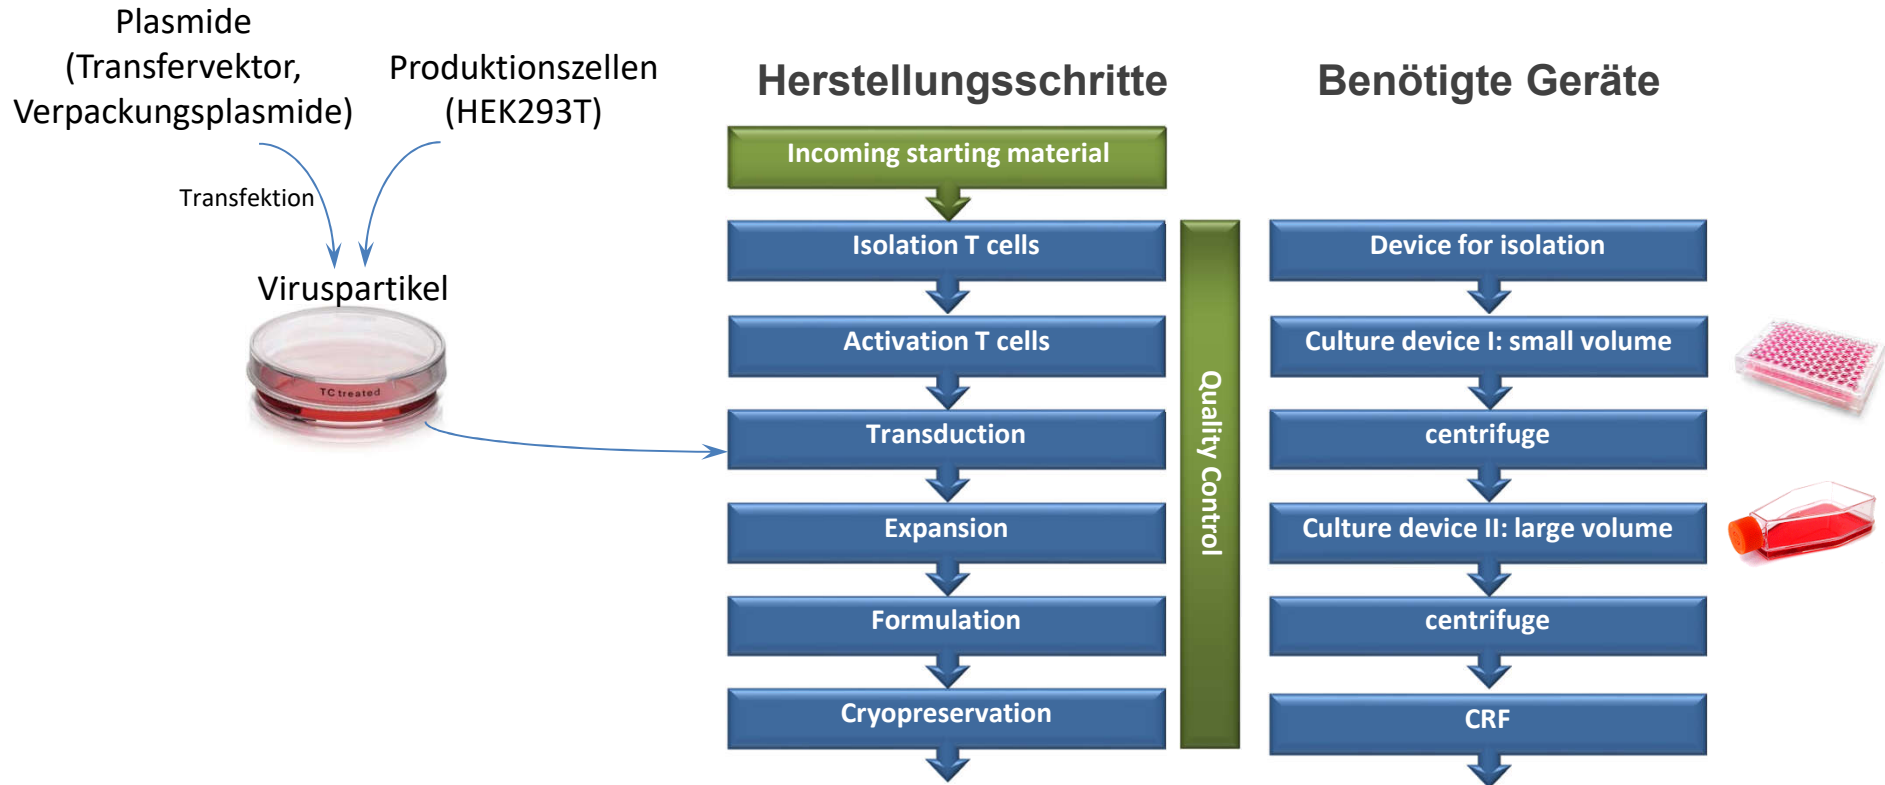 Plasmide
(Transfervektor,
Verpackungsplasmide)
Produktionszellen
(HEK293T)
Transfektion
Viruspartikel
TC treated
Herstellungsschritte
Incoming starting material
Isolation T cells
Activation T cells
Transduction
Expansion
Formulation
Cryopreservation
Quality Control
Benötigte Geräte
Device for isolation
Culture device I: small volume
centrifuge
Culture device II: large volume
centrifuge
CRF